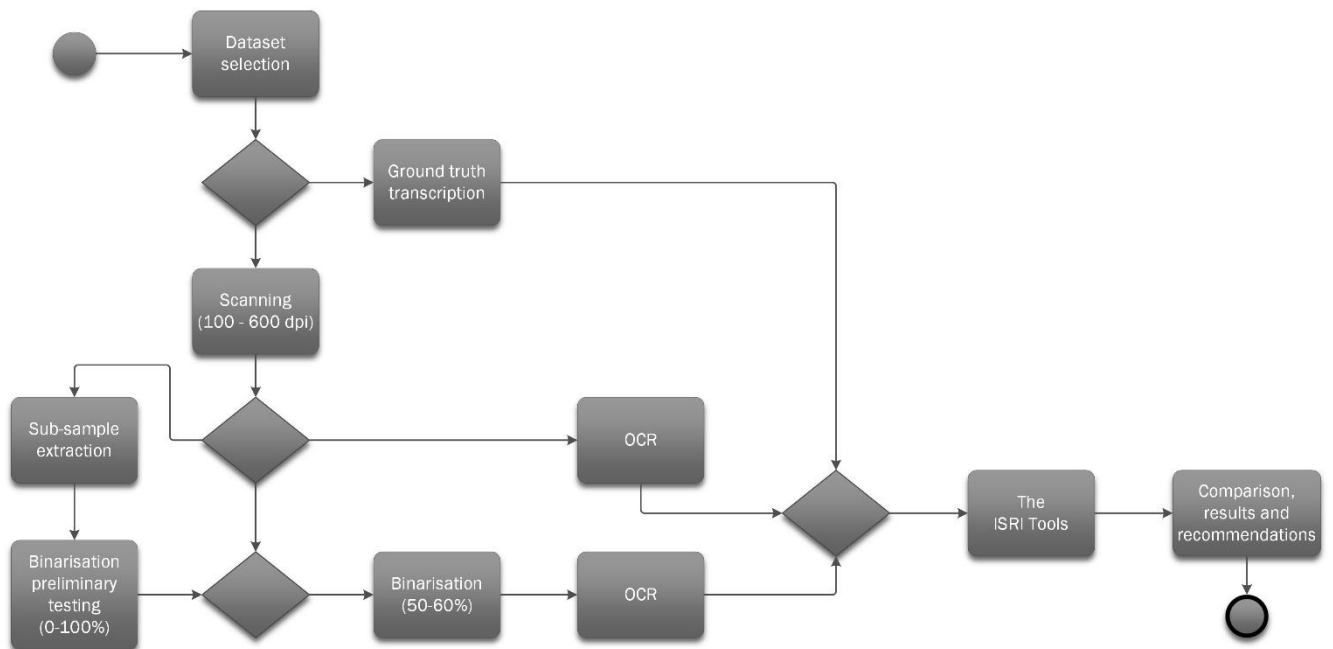 Dataset
selection
Ground truth
transcription
Scanning
(100 - 600 dpi)
Sub-sample
extraction
OCR
The
ISRI Tools
Comparison,
results and
recommendations
Binarisation
preliminary
testing
(0-100%)
Binarisation
(50-60%)
OCR